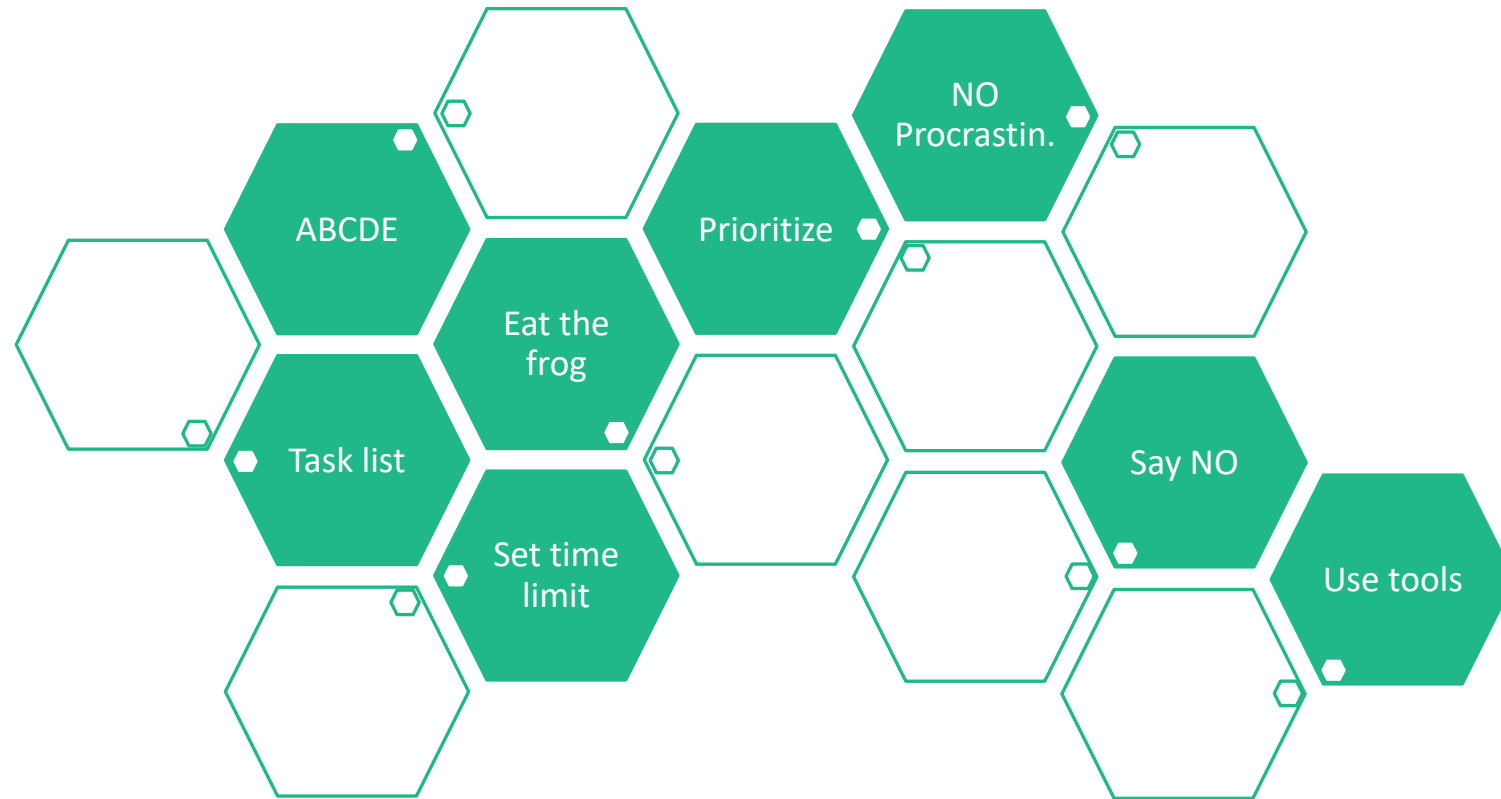 NO
Procrastin.
ABCDE
Prioritize
Eat the
frog
Task list
Say NO
Set time
limit
Use tools